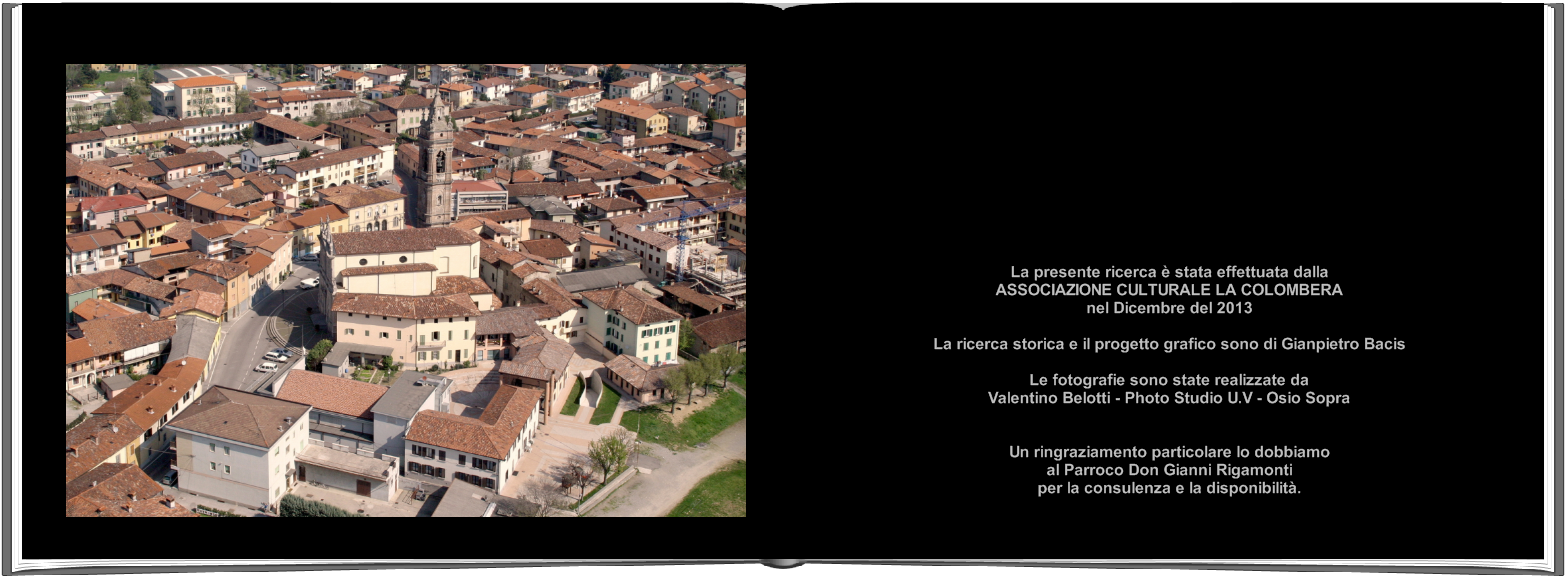 La presente ricerca è stata effettuata dalla
ASSOCIAZIONE CULTURALE LA COLOMBERA
nel Dicembre del 2013
La ricerca storica e il progetto grafico sono di Gianpietro Bacis
Le fotografie sono state realizzate da
Valentino Belotti - Photo Studio U.V - Osio Sopra
Un ringraziamento particolare lo dobbiamo
al Parroco Don Gianni Rigamonti
per la consulenza e la disponibilità.